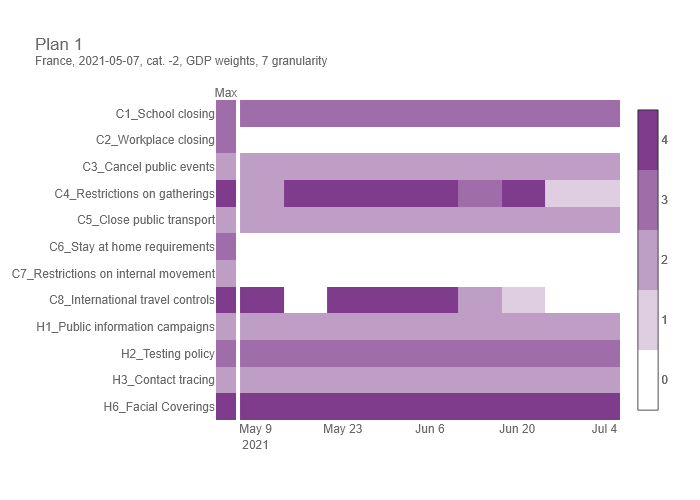 Plan 1
France, 2021-05-07, cat. -2, GDP weights, 7 granularity
Max
C1_School closing
C2_Workplace closing
C3_Cancel public events
C4_Restrictions on gatherings
C5_Close public transport
C6_Stay at home requirements
C7_Restrictions on internal movement
C8_International travel controls
H1_Public information campaigns
H2_Testing policy
H3_Contact tracing
H6_Facial Coverings
May 9
2021
May 23
Jun 6
Jun 20
Jul 4
4
3
2
1
0